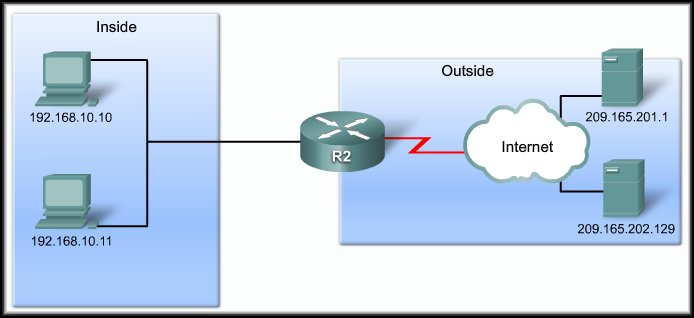 Inside
192.168.10.10
192.168.10.11
R2
Outside
Internet
209.165.201.1
209.165.202.129